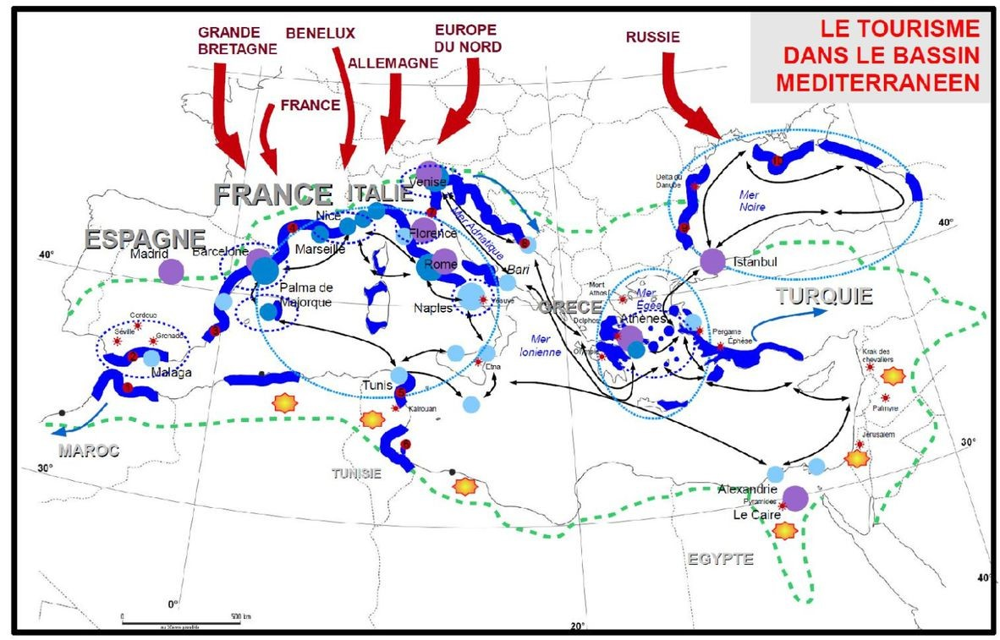 LE TOURISME
DANS LE BASSIN
MEDITERRANEEN
GRANDE
BRETAGNE
BENELUX
ALLEMAGNE
EUROPE
DU NORD
RUSSIE
FRANCE
FRANCE
ITALIE
ESPAGNE
Venise
Delta du
Danube
Mer
Noire
Mer Adriatique
Nice
Florence
Marseille
Madrid
Barcelone
Rome
Bari
Istanbul
40°
40°
Palma de
Majorque
Naples
Vésuve
Mont
Athos
Mer
Egée
GRECE
TURQUIE
Cordoue
Séville
Grenade
Malaga
Delphes
Athènes
Olympie
Pergame
Éphèse
Mer
Ionienne
Etna
Krak des
chevaliers
Tunis
Kairouan
Palmyre
Jérusalem
MAROC
30°
30°
TUNISIE
Alexandrie
Pyramides
Le Caire
EGYPTE
40°
0°
0
500 km
20°